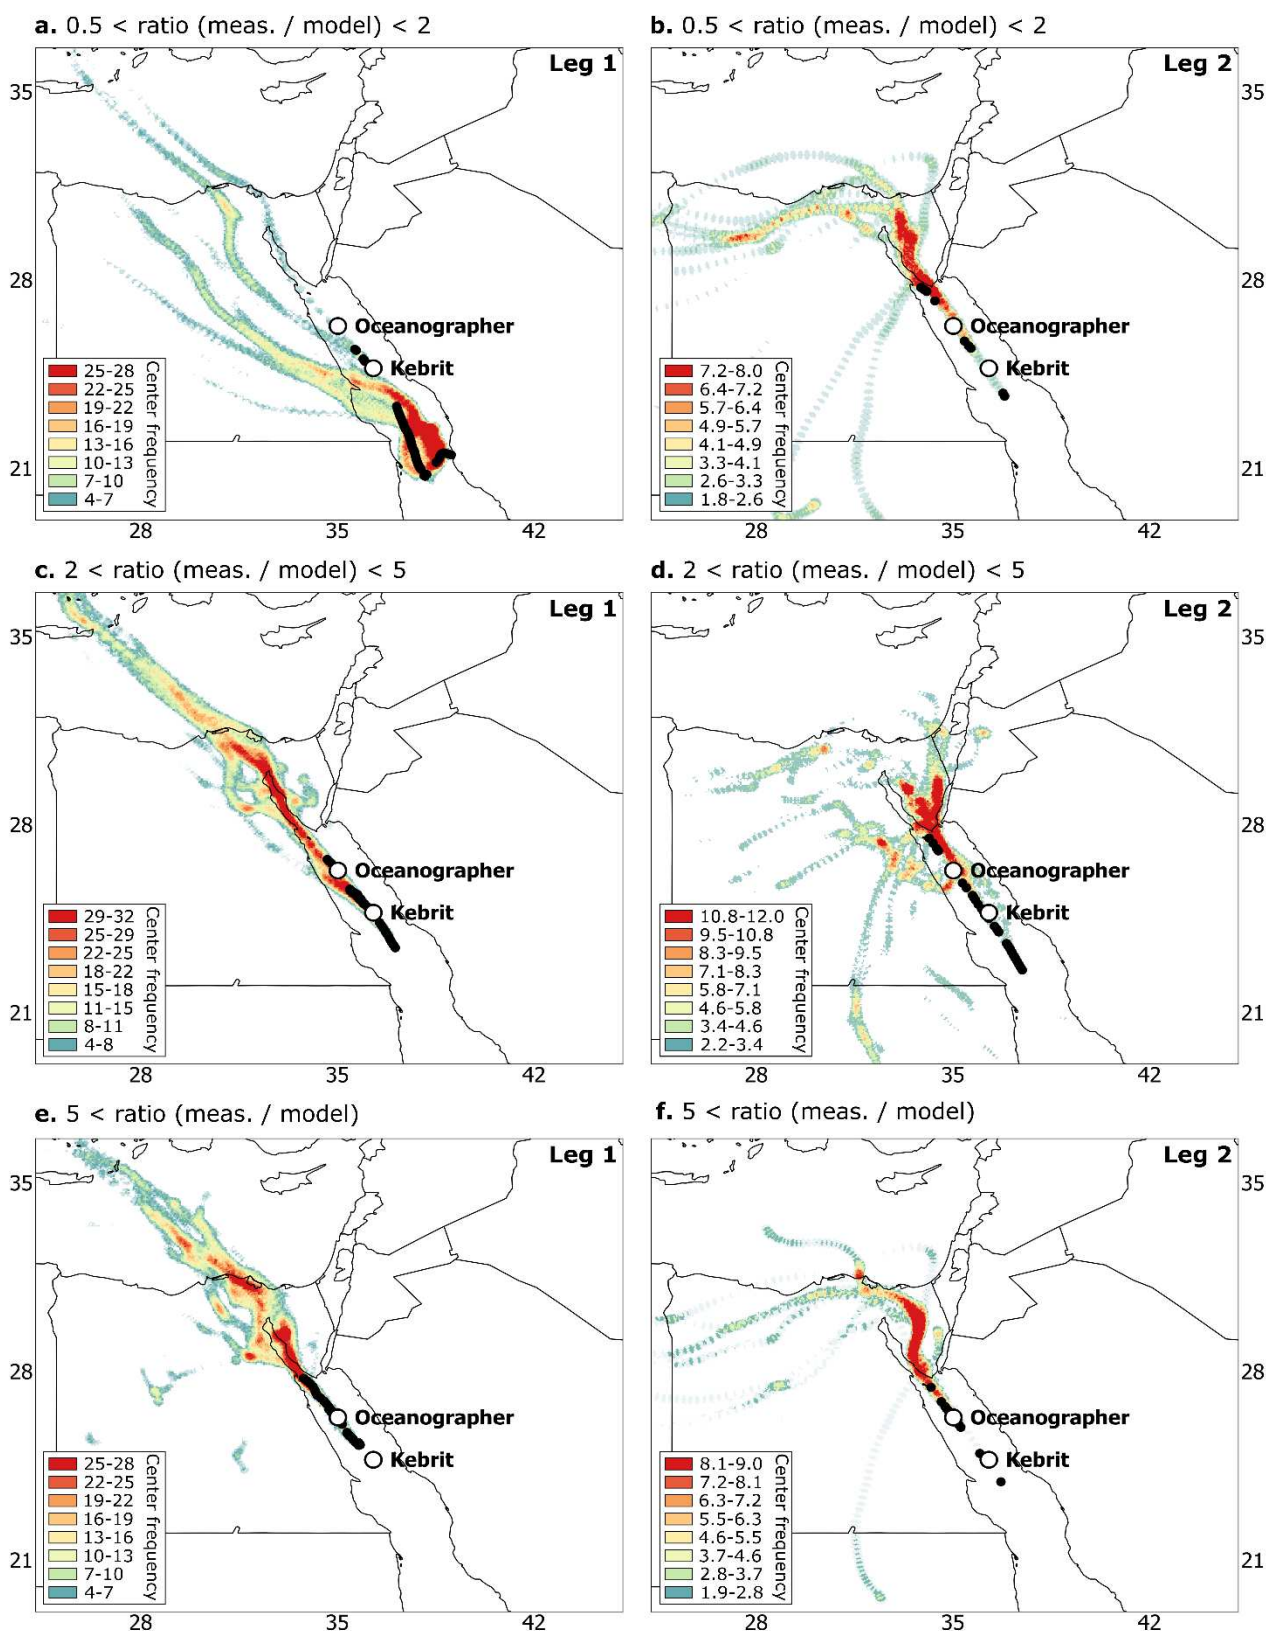 a. 0.5 < ratio (meas. / model) < 2
b. 0.5 < ratio (meas. / model) < 2
Leg 1
35
28
21
Oceanographer
Kebrit
Center frequency
25-28
22-25
19-22
16-19
13-16
10-13
7-10
4-7
28
35
42
Leg 2
35
28
21
Oceanographer
Kebrit
Center frequency
7.2-8.0
6.4-7.2
5.7-6.4
4.9-5.7
4.1-4.9
3.3-4.1
2.6-3.3
1.8-2.6
28
35
42
c. 2 < ratio (meas. / model) < 5
d. 2 < ratio (meas. / model) < 5
Leg 1
35
28
21
Oceanographer
Kebrit
Center frequency
29-32
25-29
22-25
18-22
15-18
11-15
8-11
4-8
28
35
42
Leg 2
35
28
21
Oceanographer
Kebrit
Center frequency
10.8-12.0
9.5-10.8
8.3-9.5
7.1-8.3
5.8-7.1
4.6-5.8
3.4-4.6
2.2-3.4
28
35
42
e. 5 < ratio (meas. / model)
f. 5 < ratio (meas. / model)
Leg 1
35
28
21
Oceanographer
Kebrit
Center frequency
25-28
22-25
19-22
16-19
13-16
10-13
7-10
4-7
28
35
42
Leg 2
35
28
21
Oceanographer
Kebrit
Center frequency
8.1-9.0
7.2-8.1
6.3-7.2
5.5-6.3
4.6-5.5
3.7-4.6
2.8-3.7
1.9-2.8
28
35
42